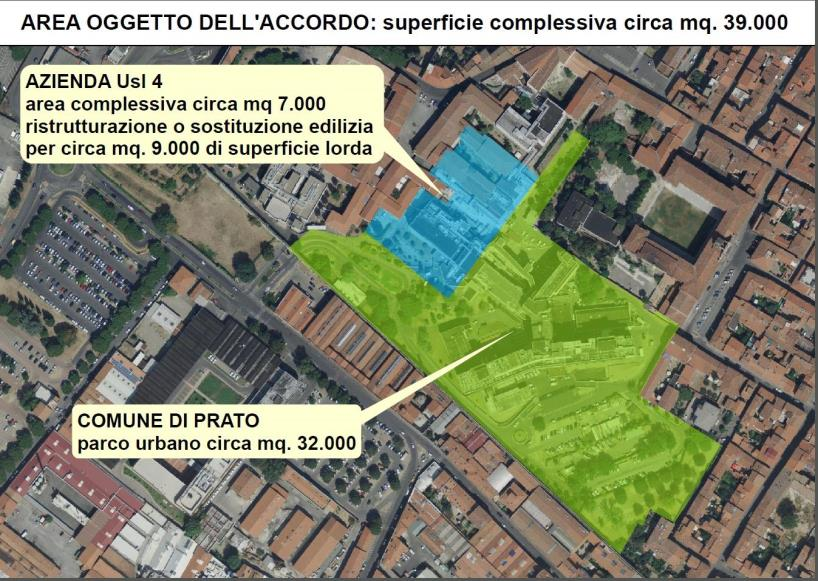 AREA OGGETTO DELL'ACCORDO: superficie complessiva circa mq. 39.000
AZIENDA Usl 4
area complessiva circa mq 7.000
ristrutturazione o sostituzione edilizia
per circa mq. 9.000 di superficie lorda
COMUNE DI PRATO
parco urbano circa mq. 32.000